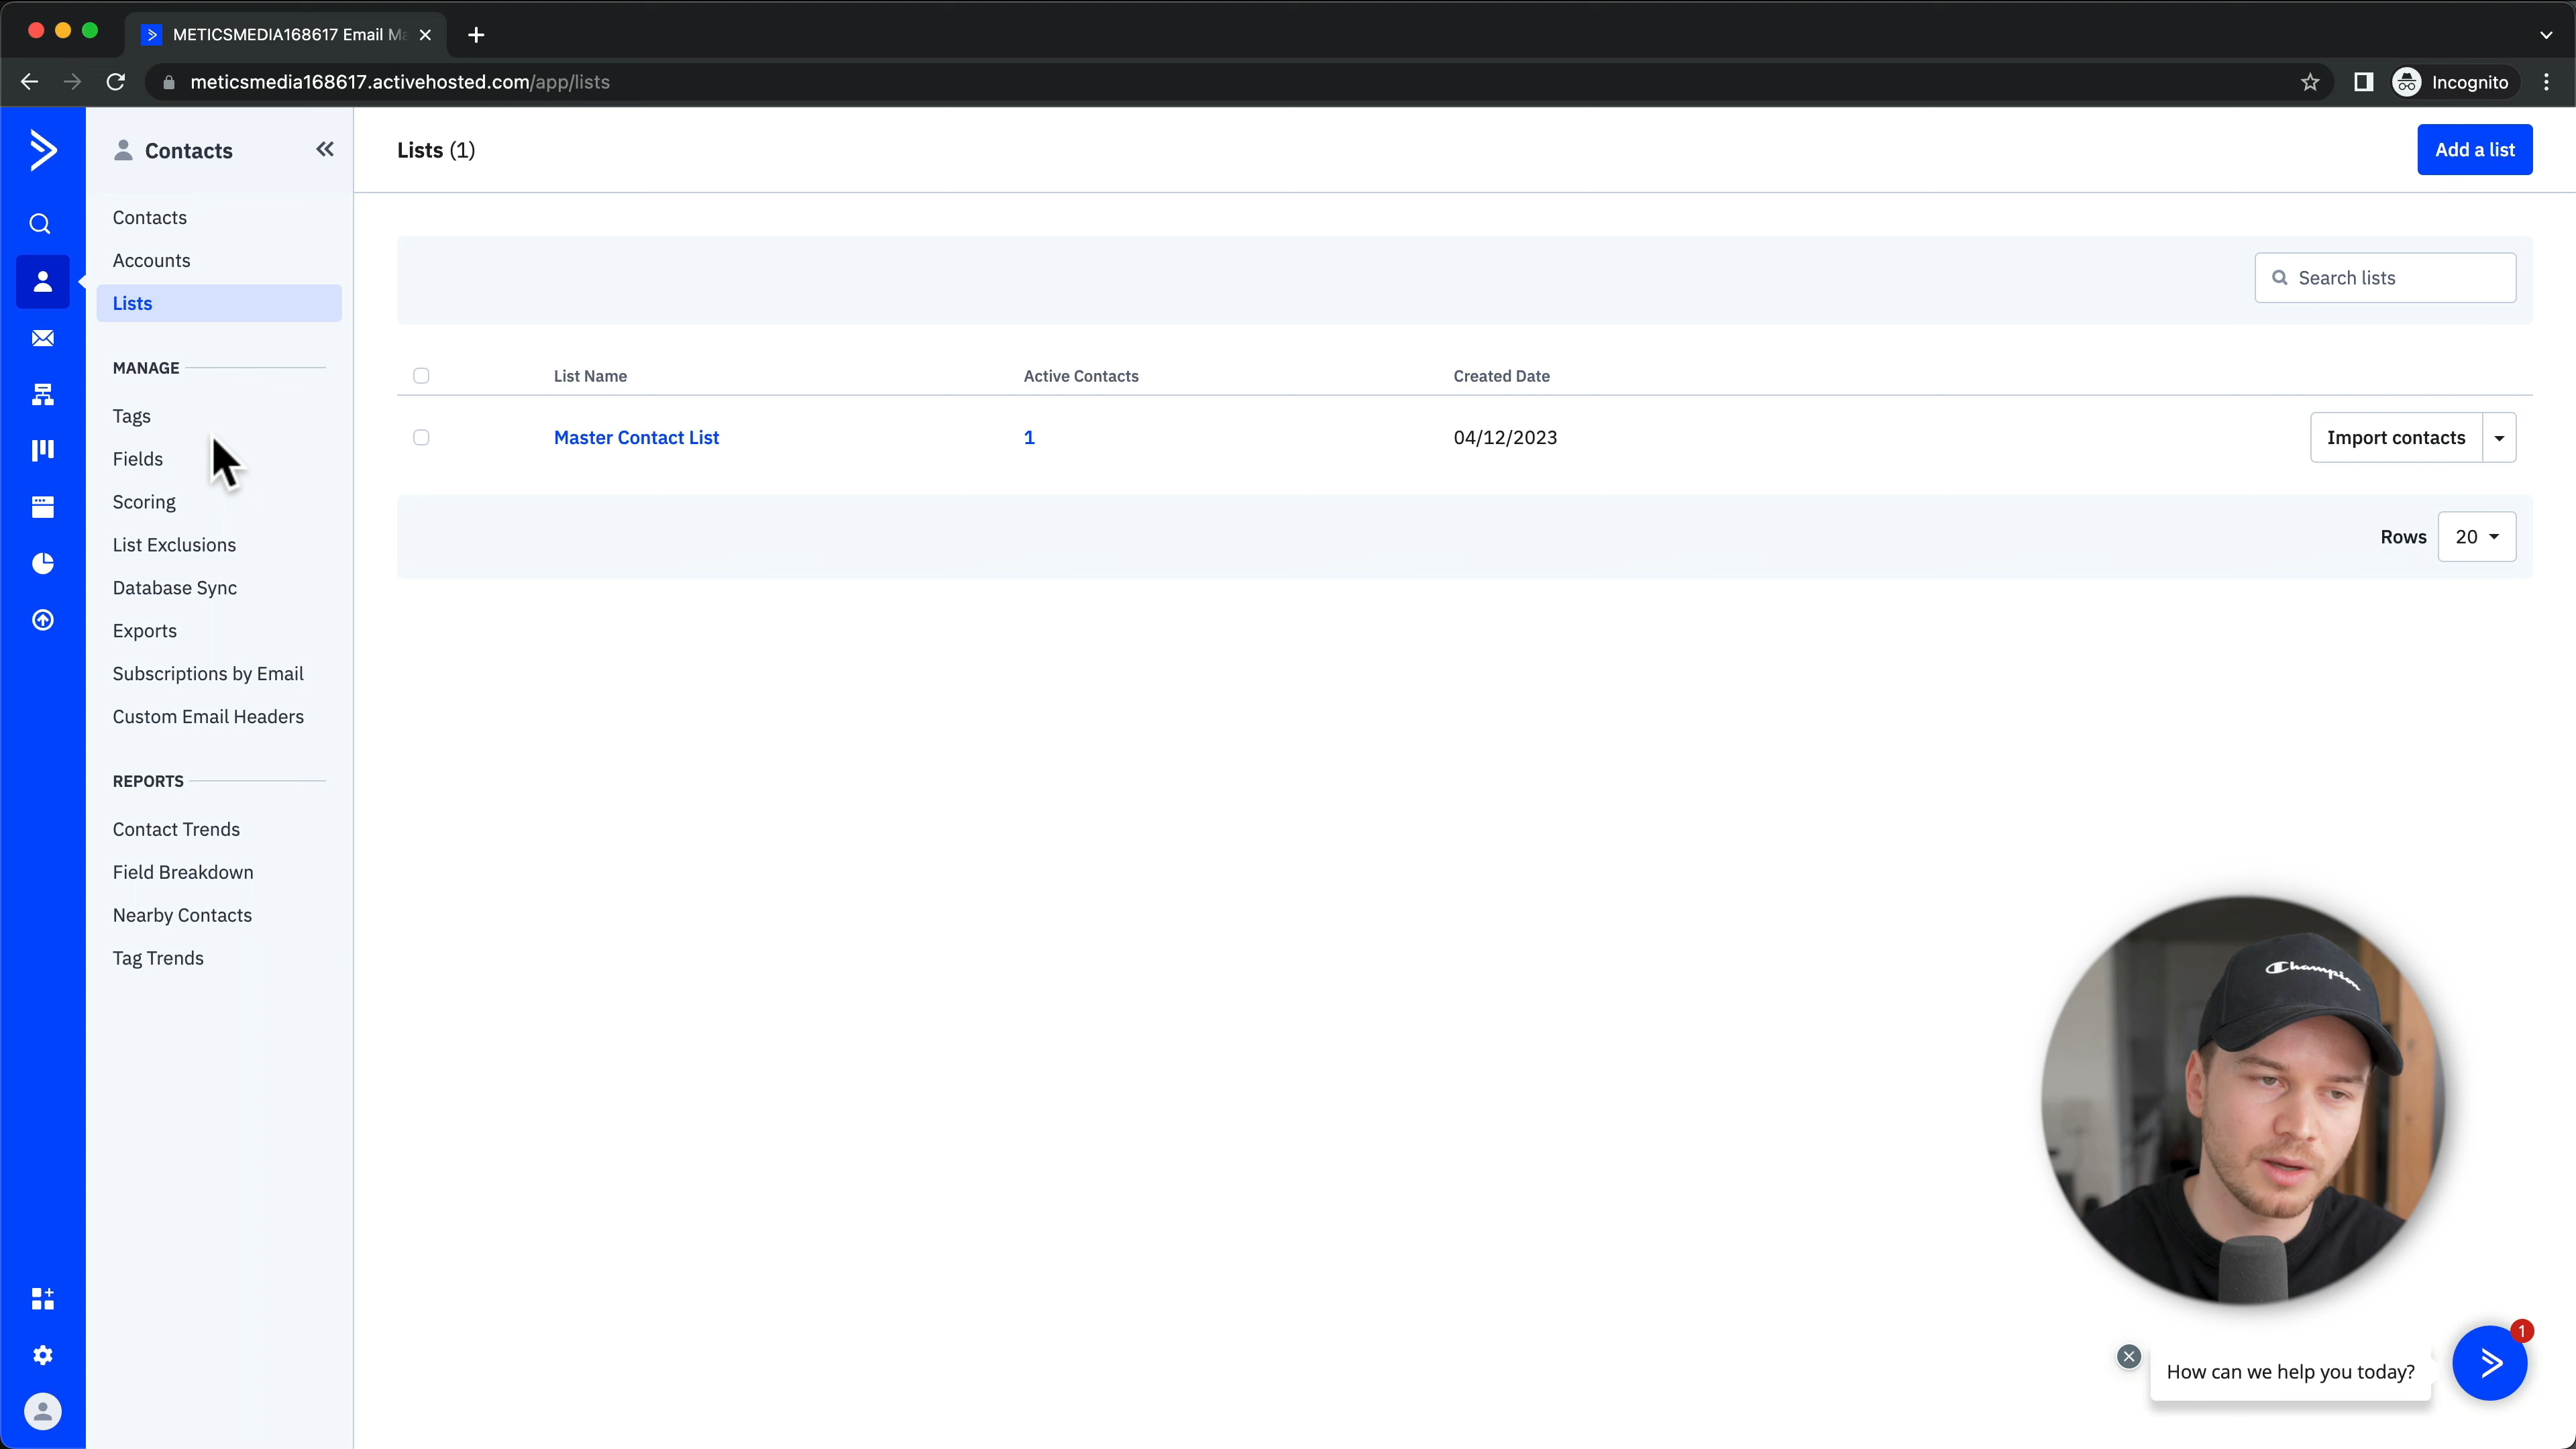 METICSMEDIA168617 Email Ma
meticsmedia168617.activehosted.com/app/lists
Incognito
Contacts
Lists (1)
Add a list
Contacts
Accounts
Lists
Search lists
MANAGE
Tags
Fields
Scoring
List Exclusions
Database Sync
Exports
Subscriptions by Email
Custom Email Headers
REPORTS
Contact Trends
Field Breakdown
Nearby Contacts
Tag Trends
List Name Active Contacts Created Date
Master Contact List 1 04/12/2023 Import contacts
Rows 20
Champion
1
How can we help you today?